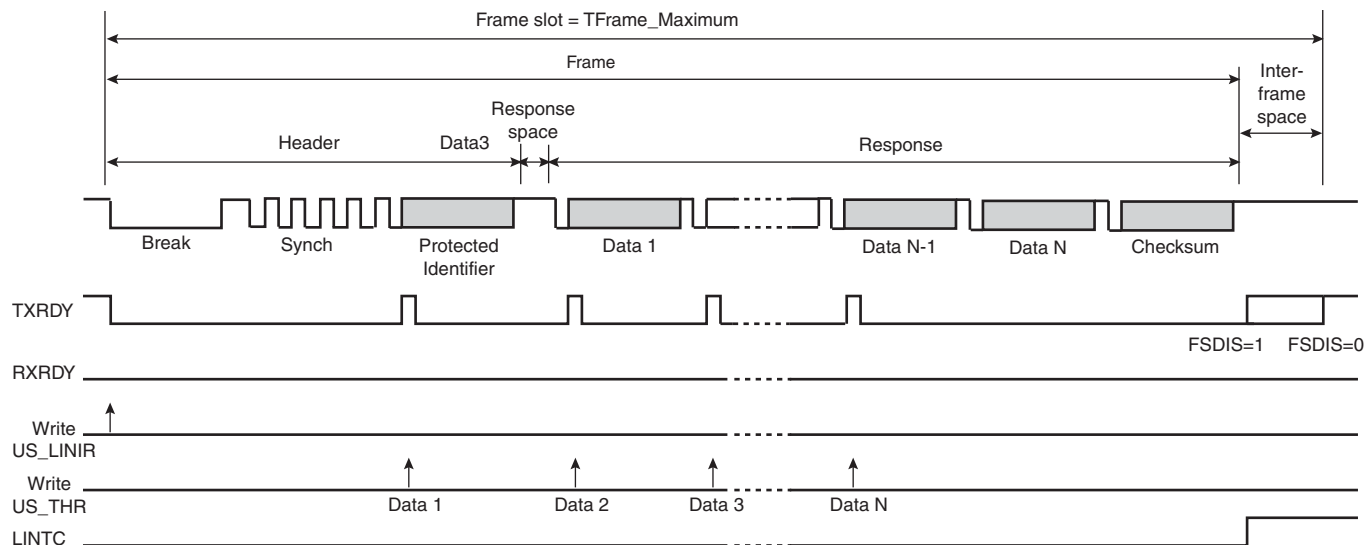 Frame slot = TFrame_Maximum
Frame
Inter-
frame
space
Response
space
Header
Data3
Response
Break
Synch
Protected
Identifier
Data 1
Data N-1
Data N
Checksum
TXRDY
FSDIS=1
FSDIS=0
RXRDY
Write
US_LINIR
Write
US_THR
Data 1
Data 2
Data 3
Data N
LINTC